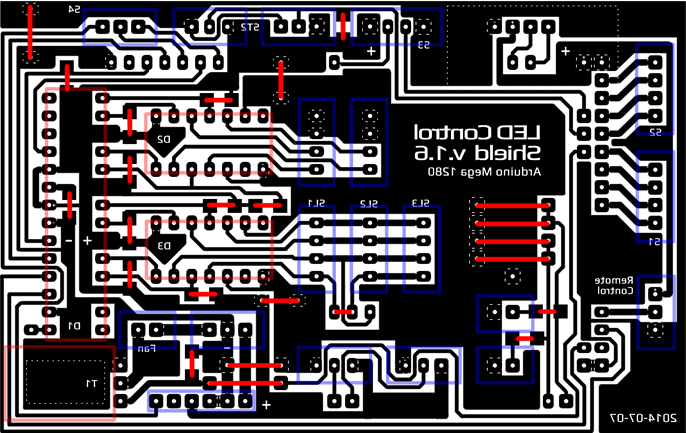 S4
ST2
S3
+
LED Control
Shield v.1.6
Arduino Mega 1280
S2
D2
SL1
SL2
SL3
S1
D3
- +
Remote
Control
D1
Fan
-
T1
+
2014-07-07
+